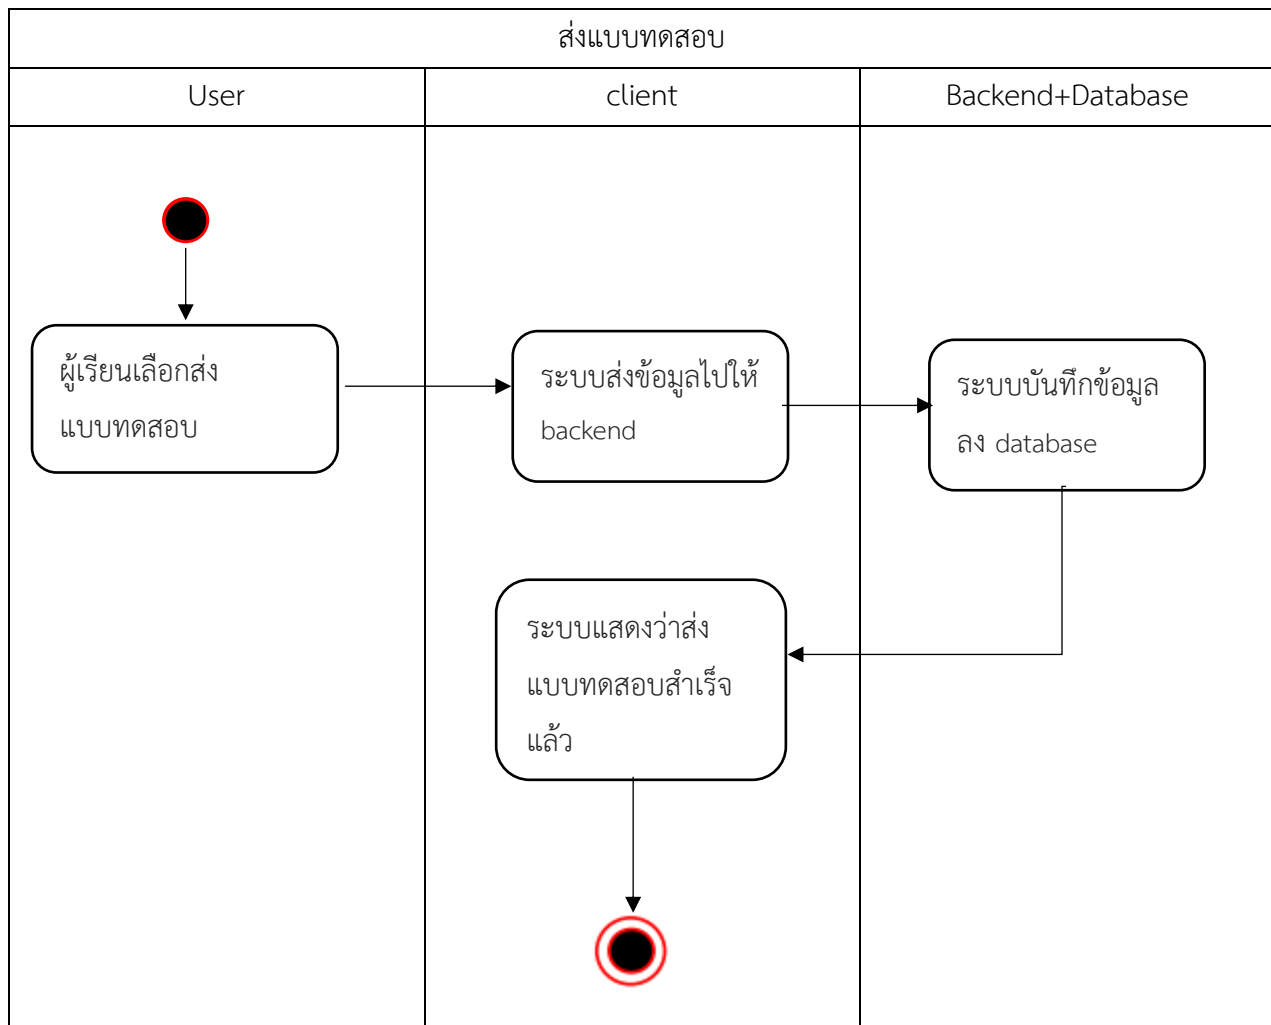 ส่งแบบทดสอบ
User
client
Backend+Database
ผู้เรียนเลือกส่ง
แบบทดสอบ
ระบบส่งข้อมูลไปให้
backend
ระบบบันทึกข้อมูล
ลง database
ระบบแสดงว่าส่ง
แบบทดสอบสำเร็จ
แล้ว